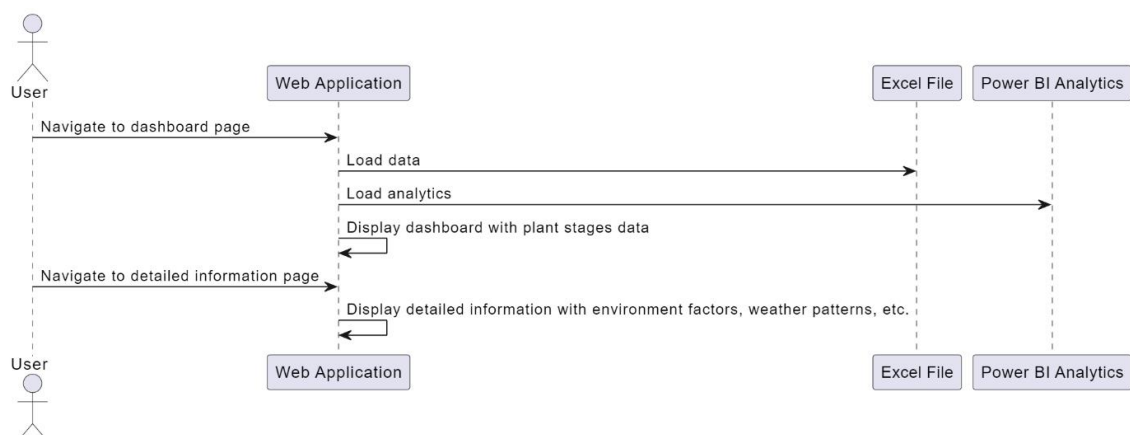 User
Web Application
Excel File
Power BI Analytics
Navigate to dashboard page
Load data
Load analytics
Display dashboard with plant stages data
Navigate to detailed information page
Display detailed information with environment factors, weather patterns, etc.
User
Web Application
Excel File
Power BI Analytics